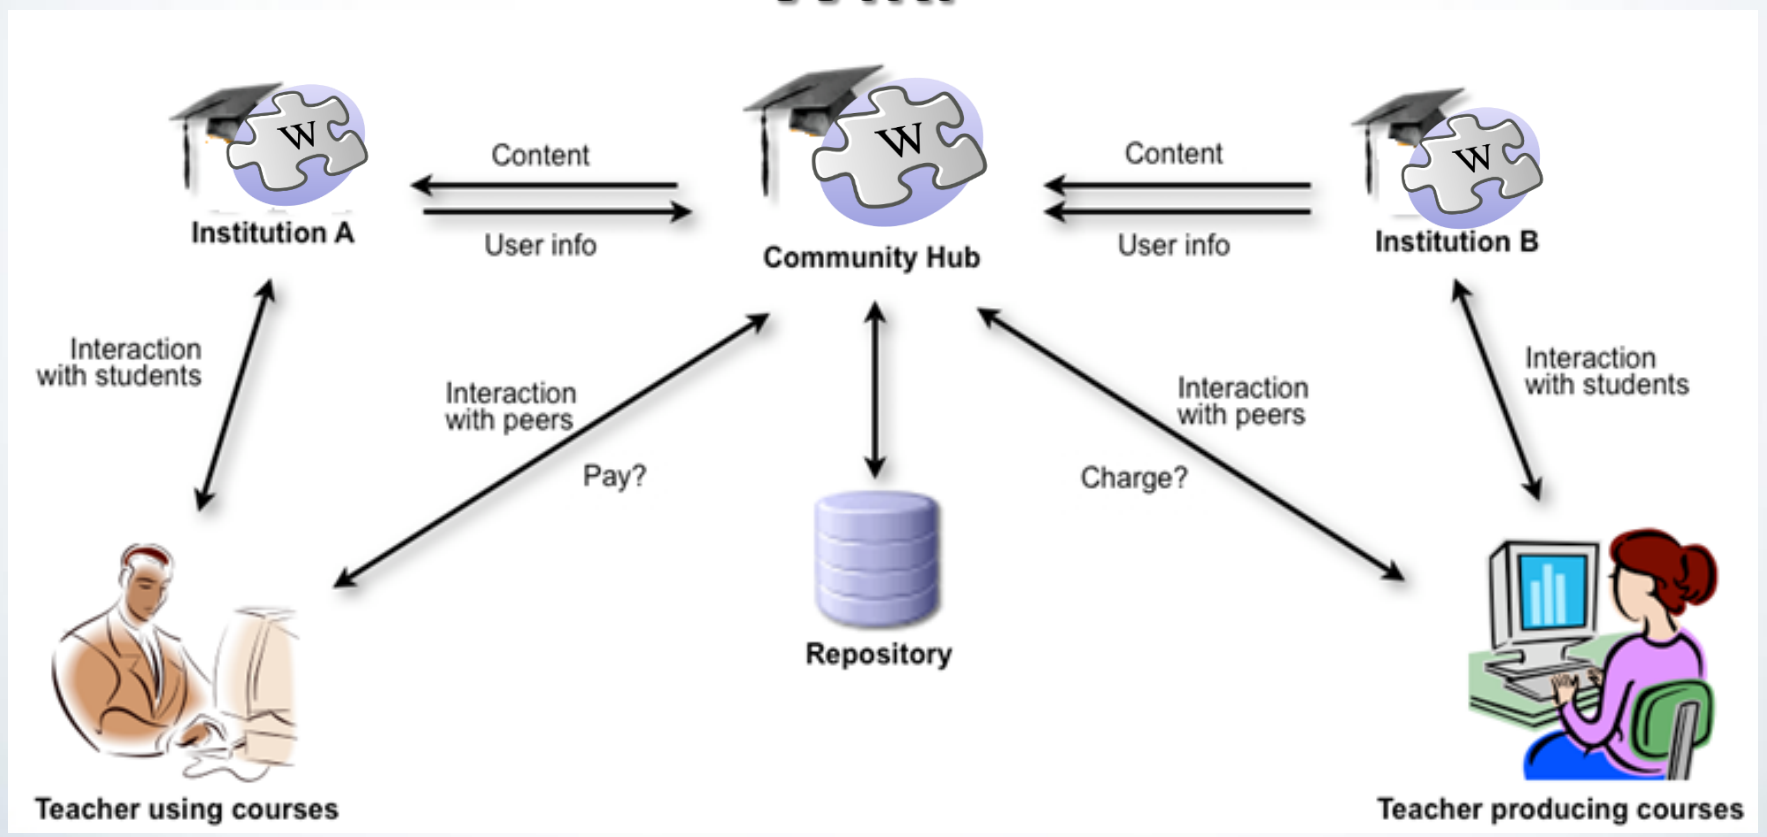 W
W
W
Content
Content
Institution A
User info
Community Hub
User info
Institution B
Interaction
with students
Interaction
with peers
Pay?
Interaction
with peers
Charge?
Interaction
with students
Repository
Teacher using courses
Teacher producing courses